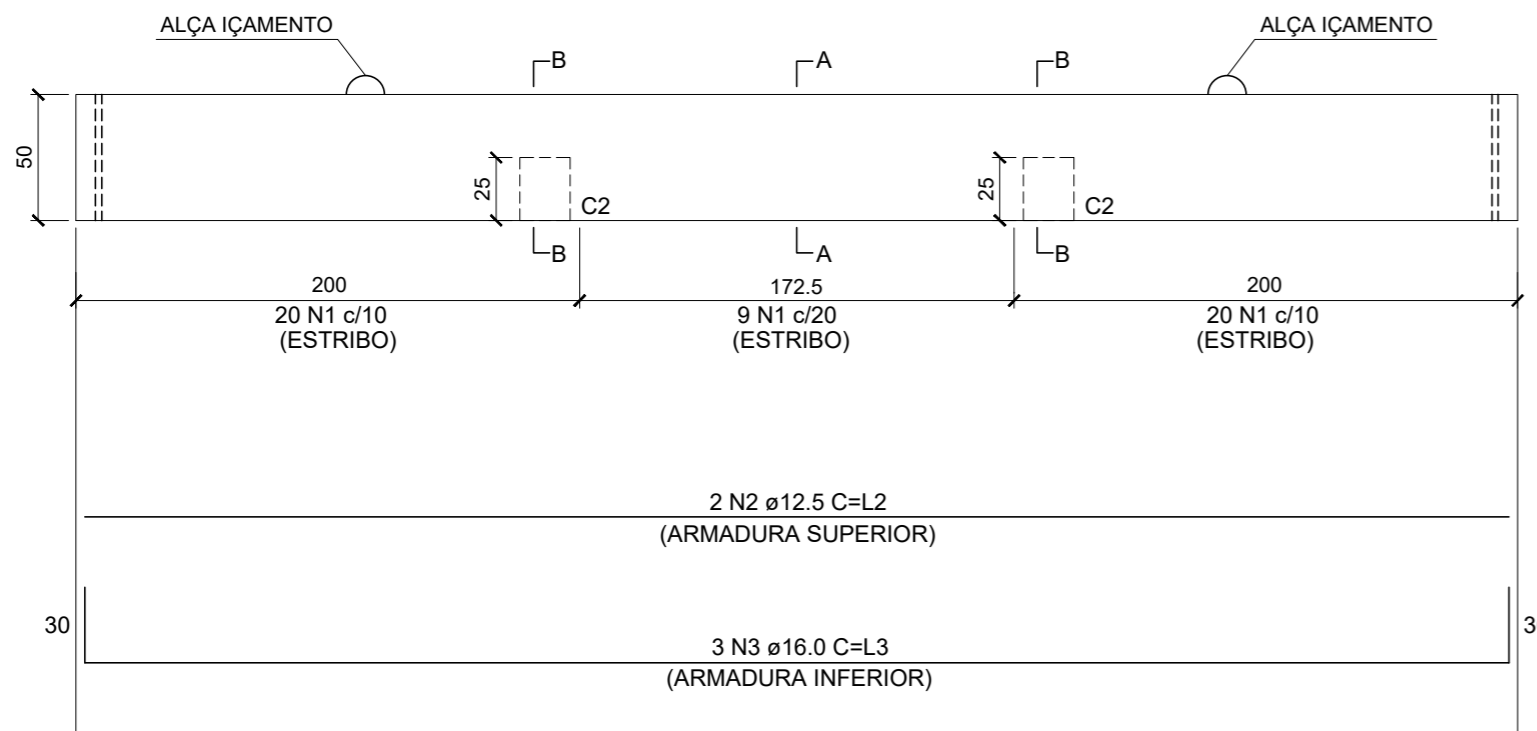 ALÇA IÇAMENTO
ALÇA IÇAMENTO
B
A
B
50
25
C2
25
C2
B
A
B
200
172.5
200
20 N1 c/10
9 N1 c/20
20 N1 c/10
(ESTRIBO)
(ESTRIBO)
(ESTRIBO)
2 N2 ø12.5 C=L2
(ARMADURA SUPERIOR)
30
3
3 N3 ø16.0 C=L3
(ARMADURA INFERIOR)